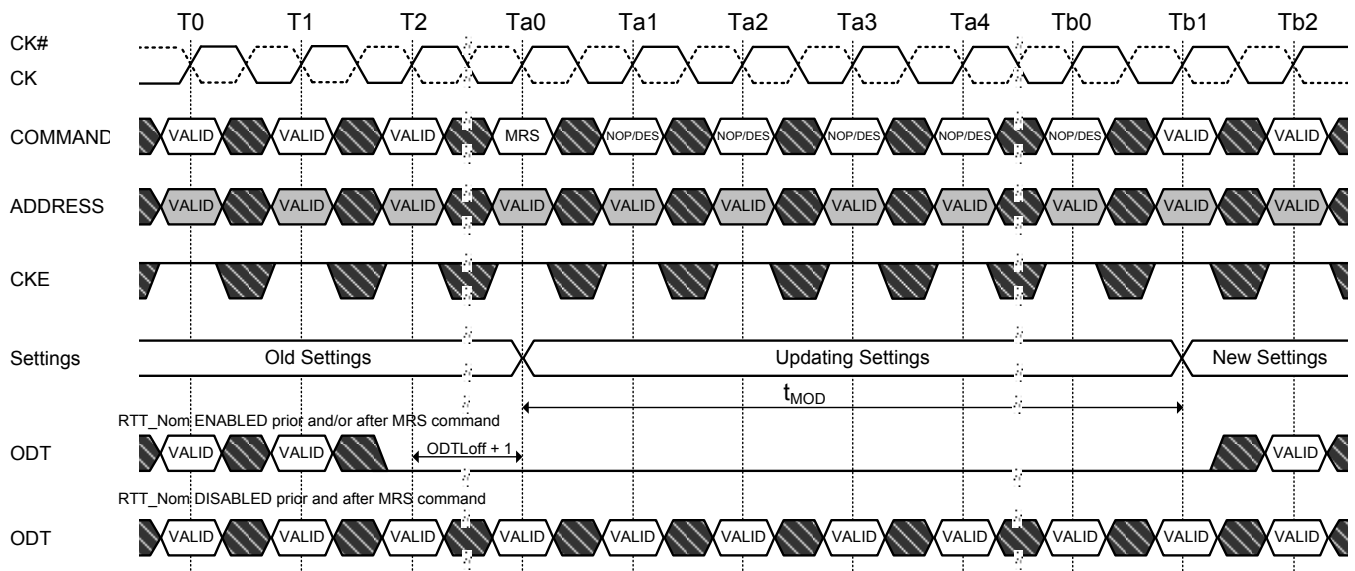 T0 T1 T2 Ta0 Ta1 Ta2 Ta3 Ta4 Tb0 Tb1 Tb2
CK#
CK
COMMAND VALID VALID VALID MRS NOP/DES NOP/DES NOP/DES NOP/DES NOP/DES VALID VALID
ADDRESS VALID VALID VALID VALID VALID VALID VALID VALID VALID VALID VALID
CKE
Settings Old Settings Updating Settings New Settings
tMOD
RTT_Nom ENABLED prior and/or after MRS command
ODT VALID VALID ODTLoff + 1 VALID
RTT_Nom DISABLED prior and after MRS command
ODT VALID VALID VALID VALID VALID VALID VALID VALID VALID VALID VALID